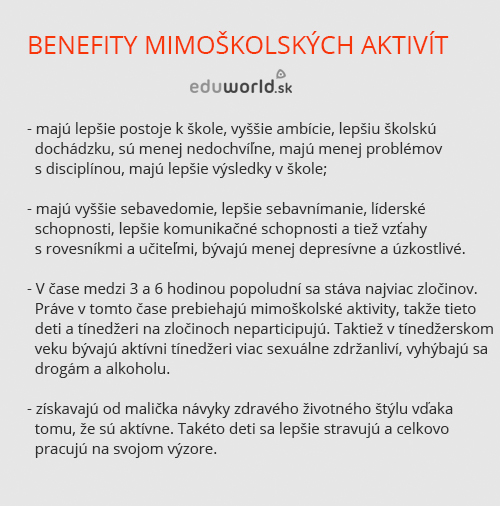 BENEFITY MIMOŠKOLSKÝCH AKTIVÍT
eduworld.sk
- majú lepšie postoje k škole, vyššie ambície, lepšiu školskú
dochádzku, sú menej nedochvíľne, majú menej problémov
s disciplínou, majú lepšie výsledky v škole;
- majú vyššie sebavedomie, lepšie sebavnímanie, líderské
schopnosti, lepšie komunikačné schopnosti a tiež vzťahy
s rovesníkmi a učiteľmi, bývajú menej depresívne a úzkostlivé.
- V čase medzi 3 a 6 hodinou popoludní sa stáva najviac zločinov.
Práve v tomto čase prebiehajú mimoškolské aktivity, takže tieto
deti a tínedžeri na zločinoch neparticipujú. Taktiež v tínedžerskom
veku bývajú aktívni tínedžeri viac sexuálne zdržanliví, vyhýbajú sa
drogám a alkoholu.
- získavajú od malička návyky zdravého životného štýlu vďaka
tomu, že sú aktívne. Takéto deti sa lepšie stravujú a celkovo
pracujú na svojom výzore.